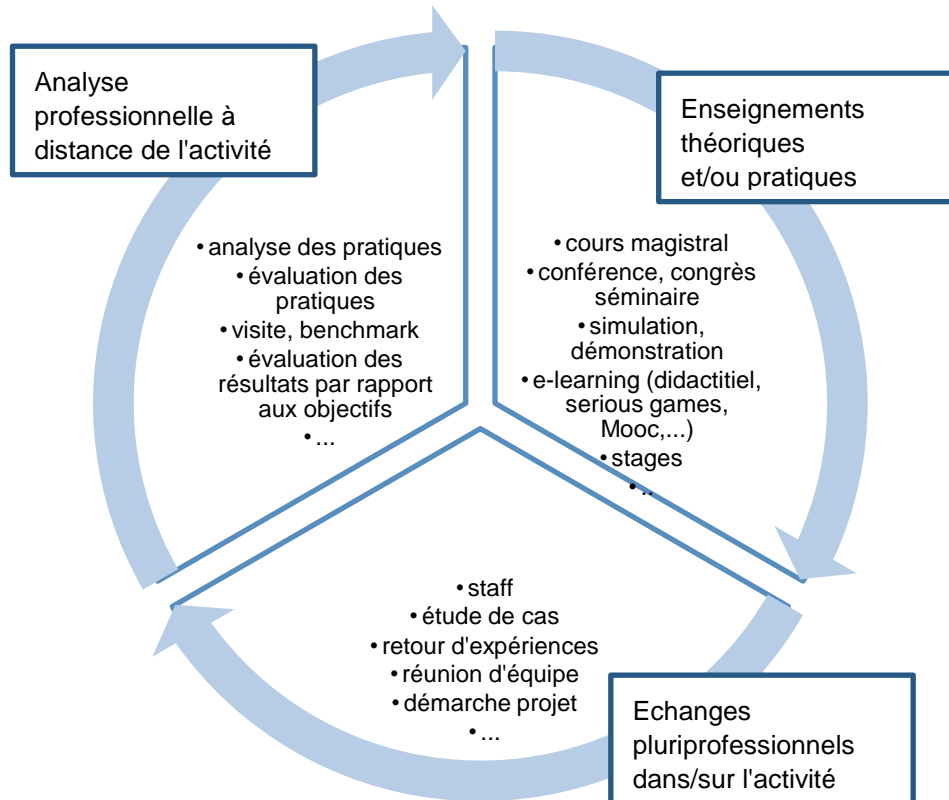 Analyse
professionnelle à
distance de l'activité
• analyse des pratiques
• évaluation des
pratiques
• visite, benchmark
• évaluation des
résultats par rapport
aux objectifs
• ...
Enseignements
théoriques
et/ou pratiques
• cours magistral
• conférence, congrès
séminaire
• simulation,
démonstration
• e-learning (didactitiel,
serious games,
Mooc,...)
• stages
• ..
• staff
• étude de cas
• retour d'expériences
• réunion d'équipe
• démarche projet
• ...
Echanges
pluriprofessionnels
dans/sur l'activité